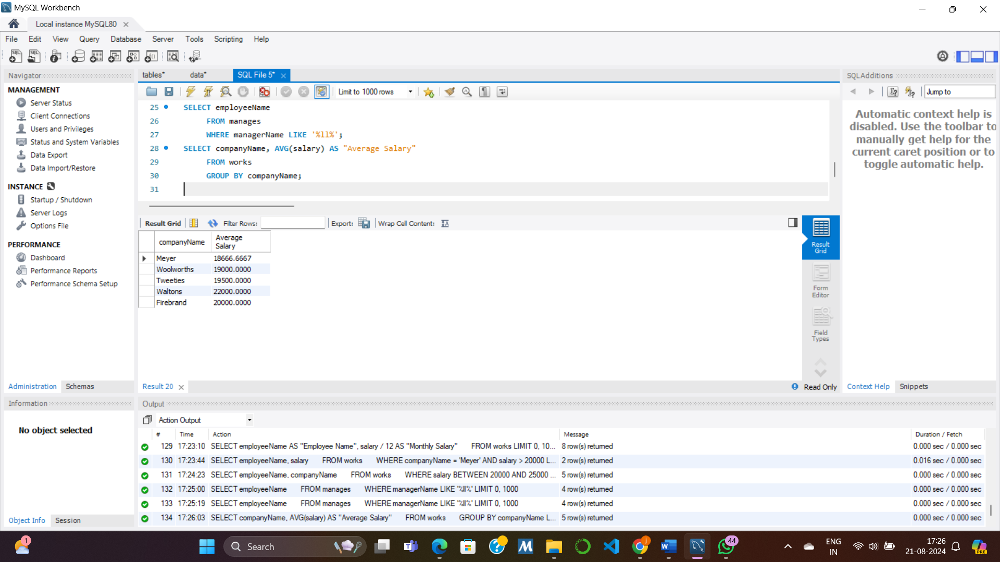 MySQL Workbench
Local instance MySQL80
File Edit View Query Database Server Tools Scripting Help
Navigator
MANAGEMENT
Server Status
Client Connections
Users and Privileges
Status and System Variables
Data Export
Data Import/Restore
INSTANCE
Startup / Shutdown
Server Logs
Options File
PERFORMANCE
Dashboard
Performance Reports
Performance Schema Setup
Administration Schemas
Information
No object selected
Object Info Session
tables* data* SQL File 5*
Limit to 1000 rows
25 SELECT employeeName
26 FROM manages
27 WHERE managerName LIKE '%ll%';
28 SELECT companyName, AVG(salary) AS "Average Salary"
29 FROM works
30 GROUP BY companyName;
31
Result Grid Filter Rows: Export: Wrap Cell Content:
companyName Average Salary
Meyer 18666.6667
Woolworths 19000.0000
Tweeties 19500.0000
Waltons 22000.0000
Firebrand 20000.0000
Result Grid
Form Editor
Field Types
Result 20
Read Only
SQLAdditions
Jump to
Automatic context help is
disabled. Use the toolbar to
manually get help for the
current caret position or to
toggle automatic help.
Context Help Snippets
Output
Action Output
# Time Action Message Duration / Fetch
129 17:23:10 SELECT employeeName AS "Employee Name", salary / 12 AS "Monthly Salary" FROM works LIMIT 0, 10... 8 row(s) returned 0.000 sec / 0.000 sec
130 17:23:44 SELECT employeeName, salary FROM works WHERE companyName = 'Meyer' AND salary > 20000 L... 2 row(s) returned 0.016 sec / 0.000 sec
131 17:24:23 SELECT employeeName, companyName FROM works WHERE salary BETWEEN 20000 AND 25000 ... 5 row(s) returned 0.000 sec / 0.000 sec
132 17:25:00 SELECT employeeName FROM manages WHERE managerName LIKE '%ll%' LIMIT 0, 1000 4 row(s) returned 0.000 sec / 0.000 sec
133 17:25:19 SELECT employeeName FROM manages WHERE managerName LIKE '%ll%' LIMIT 0, 1000 4 row(s) returned 0.000 sec / 0.000 sec
134 17:26:03 SELECT companyName, AVG(salary) AS "Average Salary" FROM works GROUP BY companyName L... 5 row(s) returned 0.000 sec / 0.000 sec
1
Search
44
ENG
IN
17:26
21-08-2024
PRE